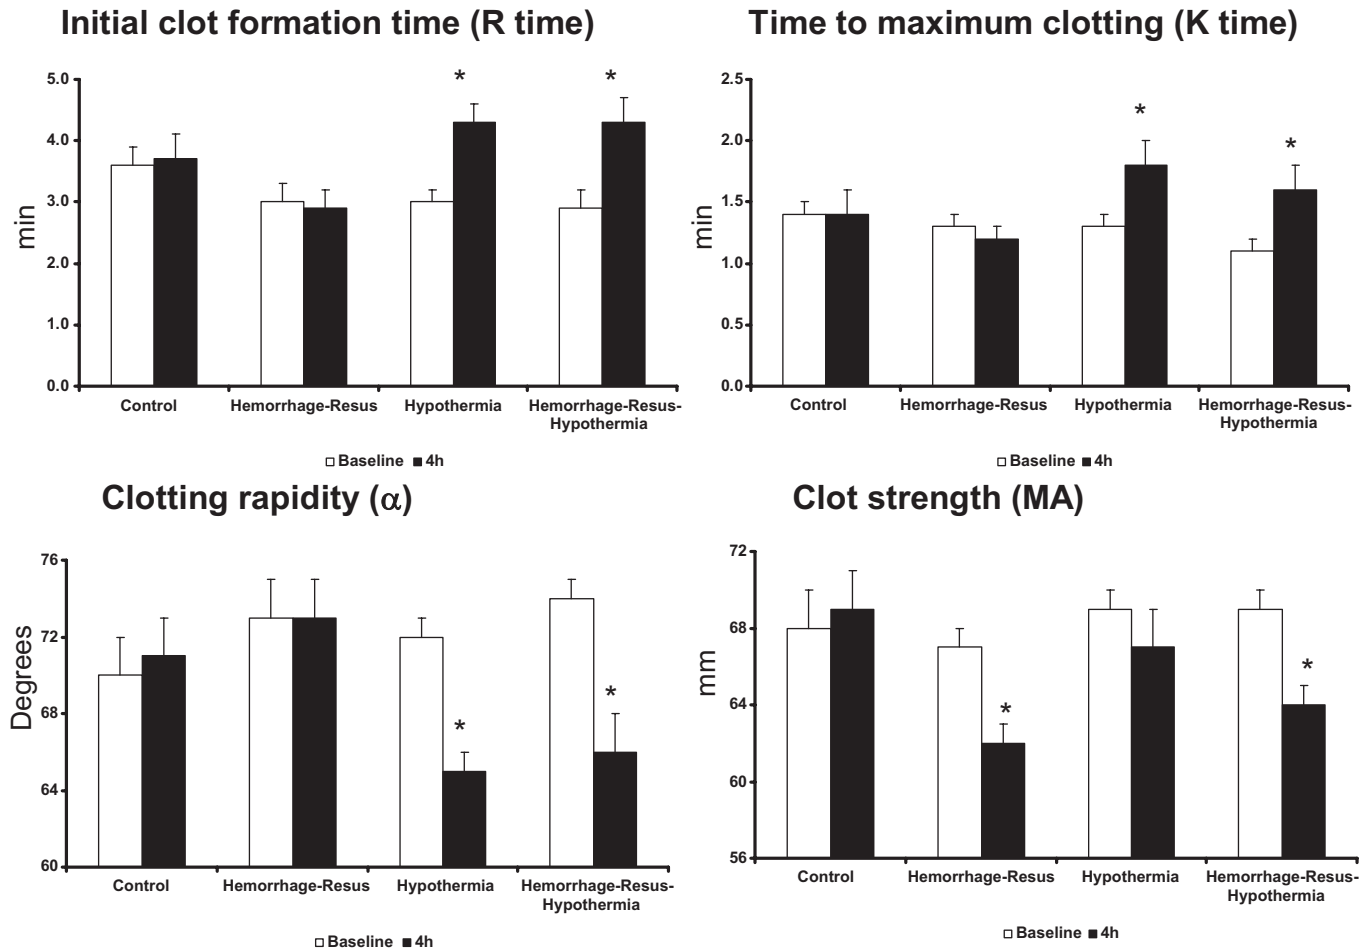 Initial clot formation time (R time)
5.0
4.0
3.0
2.0
1.0
0.0
min
*
*
Control
Hemorrhage-Resus
Hypothermia
Hemorrhage-Resus-
Hypothermia
Baseline 4h
Time to maximum clotting (K time)
2.5
2.0
1.5
1.0
0.5
0.0
min
*
*
Control
Hemorrhage-Resus
Hypothermia
Hemorrhage-Resus-
Hypothermia
Baseline 4h
Clotting rapidity (α)
76
72
68
64
60
Degrees
*
*
Control
Hemorrhage-Resus
Hypothermia
Hemorrhage-Resus-
Hypothermia
Baseline 4h
Clot strength (MA)
72
68
64
60
56
mm
*
*
Control
Hemorrhage-Resus
Hypothermia
Hemorrhage-Resus-
Hypothermia
Baseline 4h